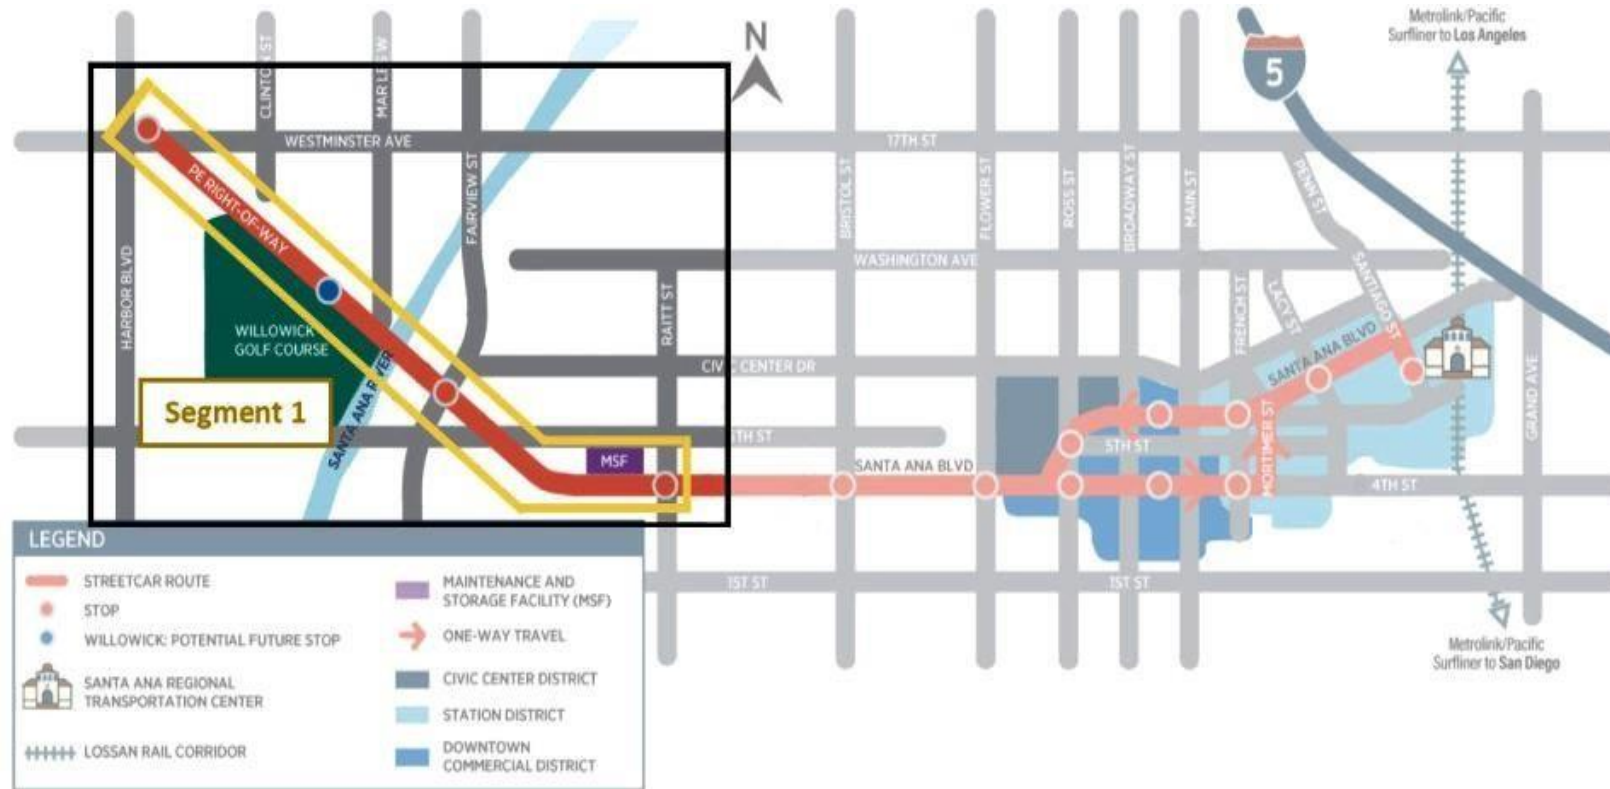 Metrolink/Pacific
Surfliner to Los Angeles
N
5
CLINTON ST
WESTMINSTER AVE
17TH ST
PE RIGHT-OF-WAY
FAIRVIEW ST
HARBOR BLVD
BRISTOL ST
FLOWER ST
ROSS ST
BROADWAY ST
MAIN ST
PENN ST
WASHINGTON AVE
SANTIAGO ST
LACY ST
FRENCH ST
RAITT ST
WILLOWICK
GOLF COURSE
SANTA ANA RIVER
CIVIC CENTER DR
SANTA ANA BLVD
GRAND AVE
Segment 1
5TH ST
5TH ST
MORTIMER ST
MSF
SANTA ANA BLVD
4TH ST
1ST ST
1ST ST
Metrolink/Pacific
Surfliner to San Diego
LEGEND
STREETCAR ROUTE
STOP
WILLOWICK: POTENTIAL FUTURE STOP
SANTA ANA REGIONAL
TRANSPORTATION CENTER
LOSSAN RAIL CORRIDOR
MAINTENANCE AND
STORAGE FACILITY (MSF)
ONE-WAY TRAVEL
CIVIC CENTER DISTRICT
STATION DISTRICT
DOWNTOWN
COMMERCIAL DISTRICT